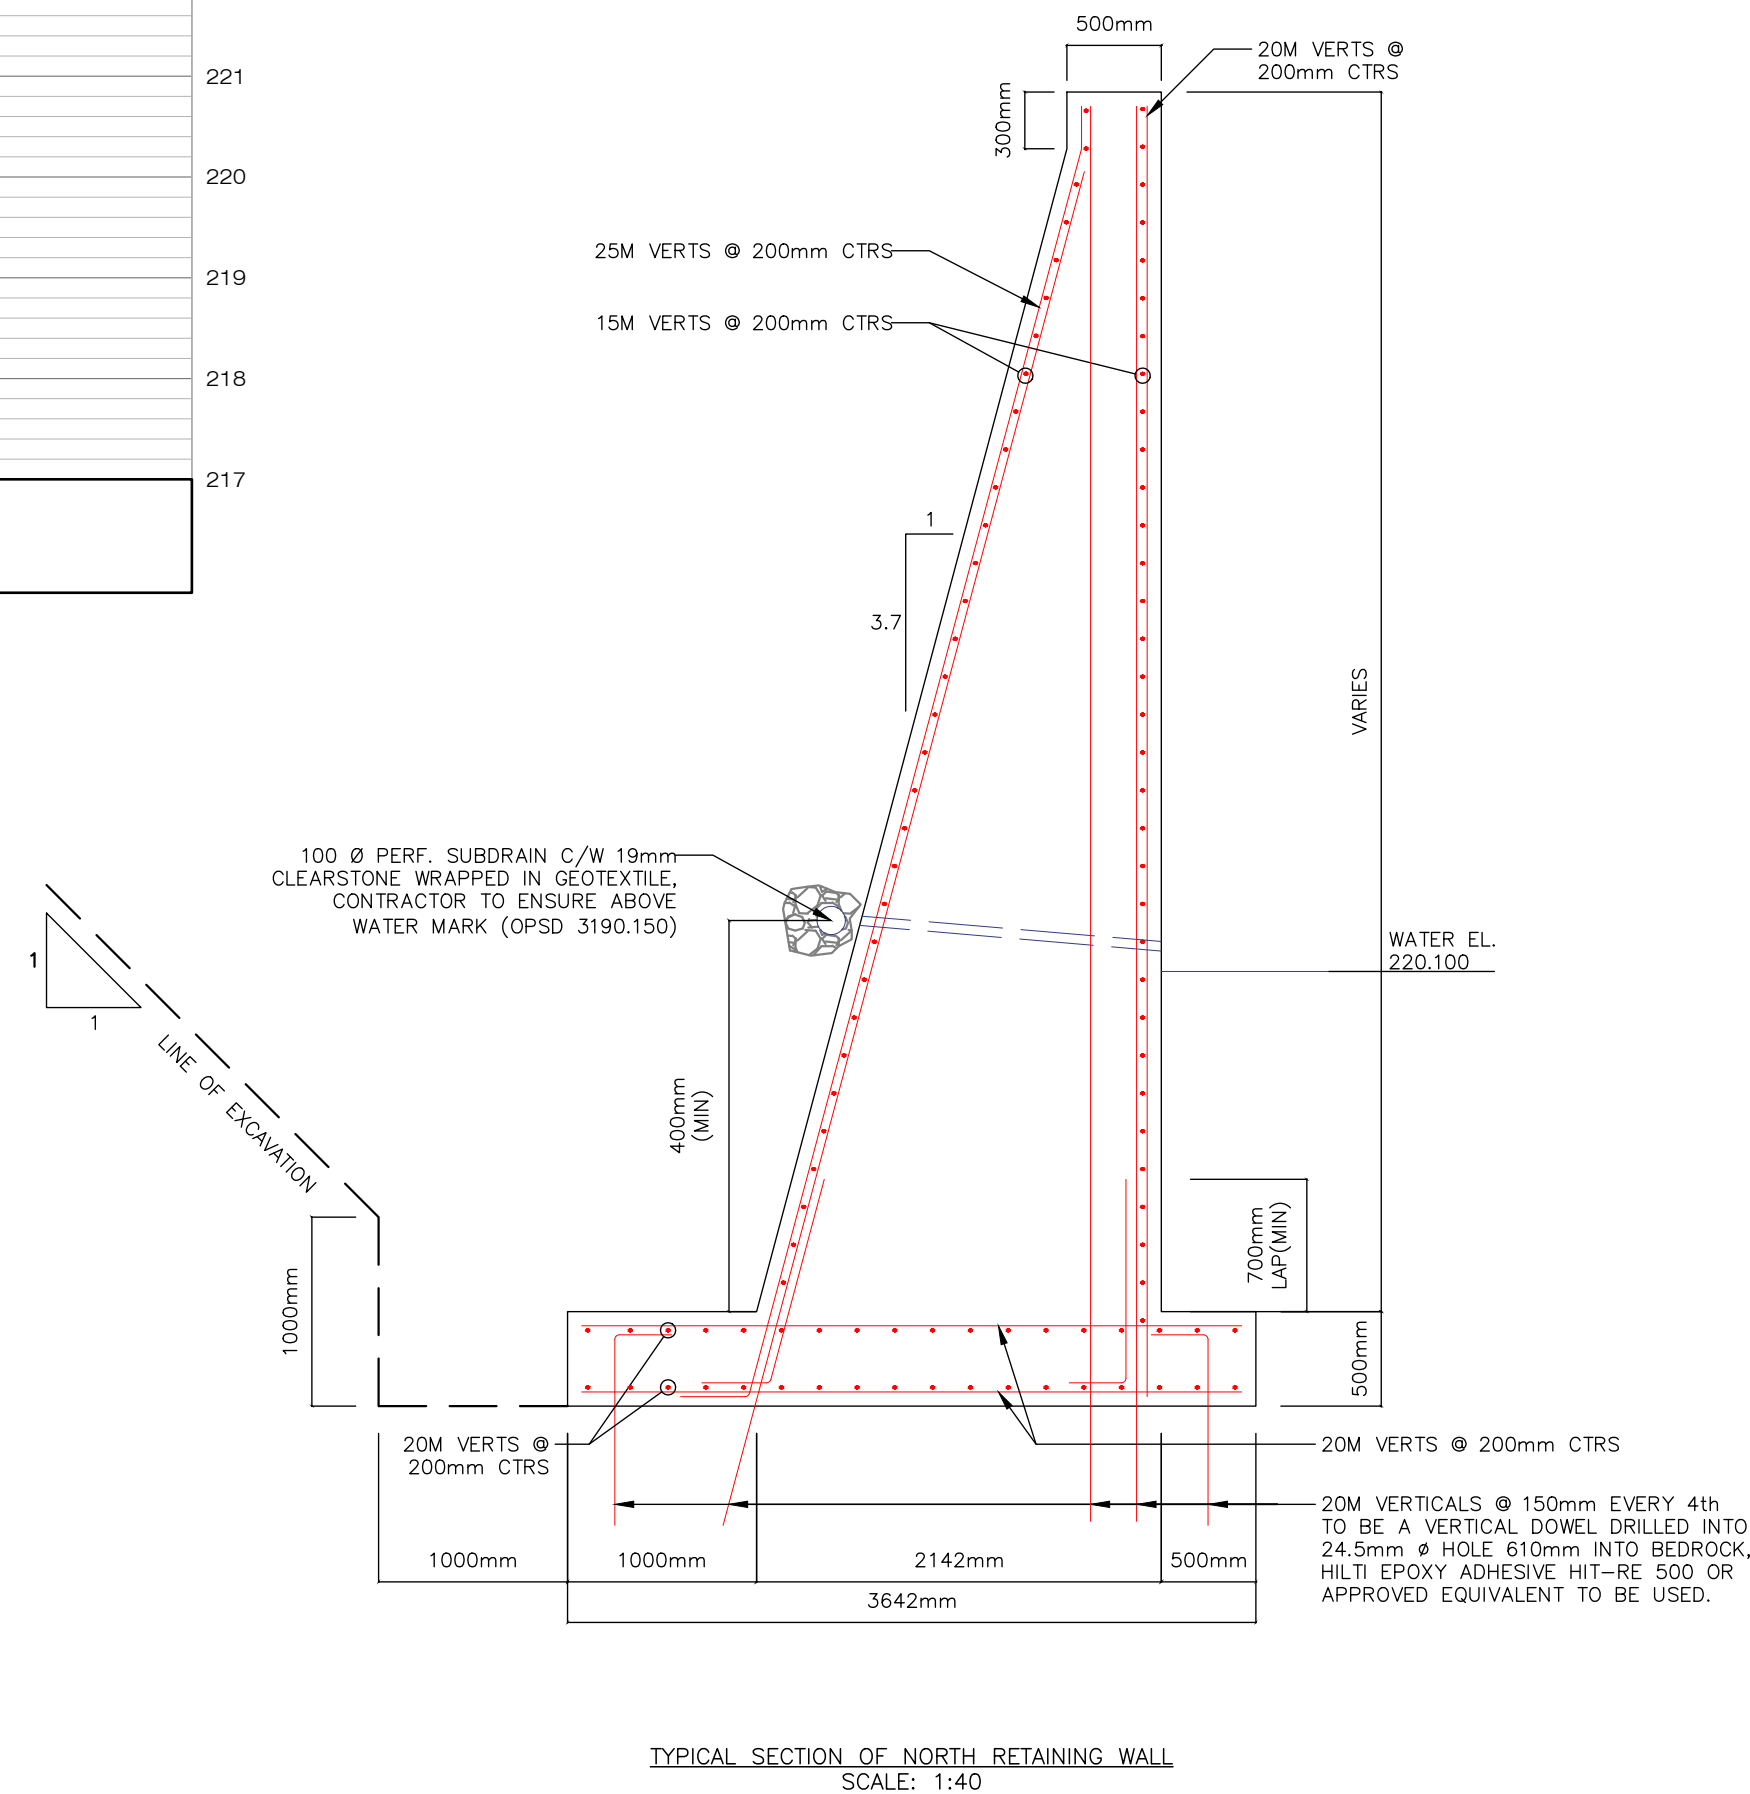 500mm
20M VERTS @
200mm CTRS
221
300mm
220
25M VERTS @ 200mm CTRS
219
15M VERTS @ 200mm CTRS
218
217
1
3.7
VARIES
100 Ø PERF. SUBDRAIN C/W 19mm
CLEARSTONE WRAPPED IN GEOTEXTILE,
CONTRACTOR TO ENSURE ABOVE
WATER MARK (OPSD 3190.150)
WATER EL.
220.100
1
1
LINE OF EXCAVATION
400mm
(MIN)
700mm
LAP(MIN)
1000mm
500mm
20M VERTS @
200mm CTRS
20M VERTS @ 200mm CTRS
20M VERTICALS @ 150mm EVERY 4th
TO BE A VERTICAL DOWEL DRILLED INTO
24.5mm ø HOLE 610mm INTO BEDROCK,
HILTI EPOXY ADHESIVE HIT-RE 500 OR
APPROVED EQUIVALENT TO BE USED.
1000mm
1000mm
2142mm
500mm
3642mm
TYPICAL SECTION OF NORTH RETAINING WALL
SCALE: 1:40